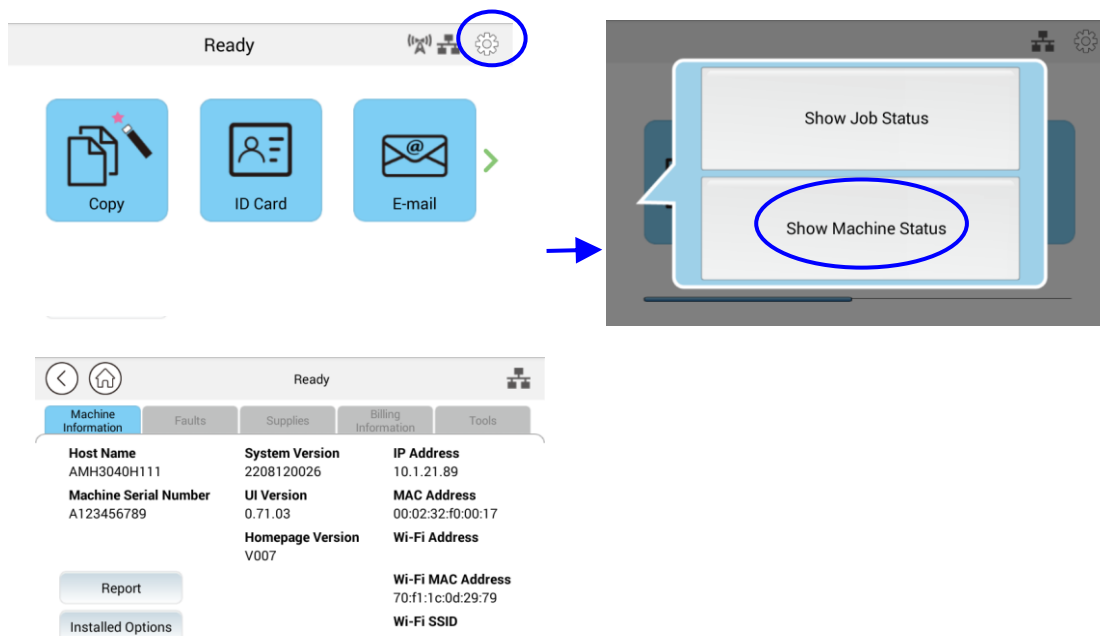 Ready
Copy
ID Card
E-mail
Show Job Status
Show Machine Status
Ready
Machine
Information
Faults
Supplies
Billing
Information
Tools
Host Name
AMH3040H111
Machine Serial Number
A123456789
System Version
2208120026
UI Version
0.71.03
Homepage Version
V007
IP Address
10.1.21.89
MAC Address
00:02:32:f0:00:17
Wi-Fi Address
Wi-Fi MAC Address
70:f1:1c:0d:29:79
Wi-Fi SSID
Report
Installed Options